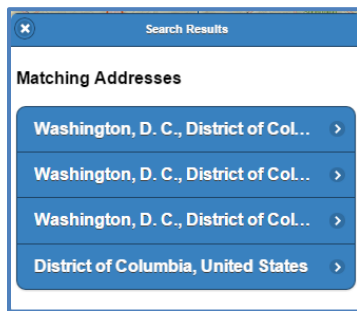 Search Results
Matching Addresses
Washington, D. C., District of Col...
Washington, D. C., District of Col...
Washington, D. C., District of Col...
District of Columbia, United States